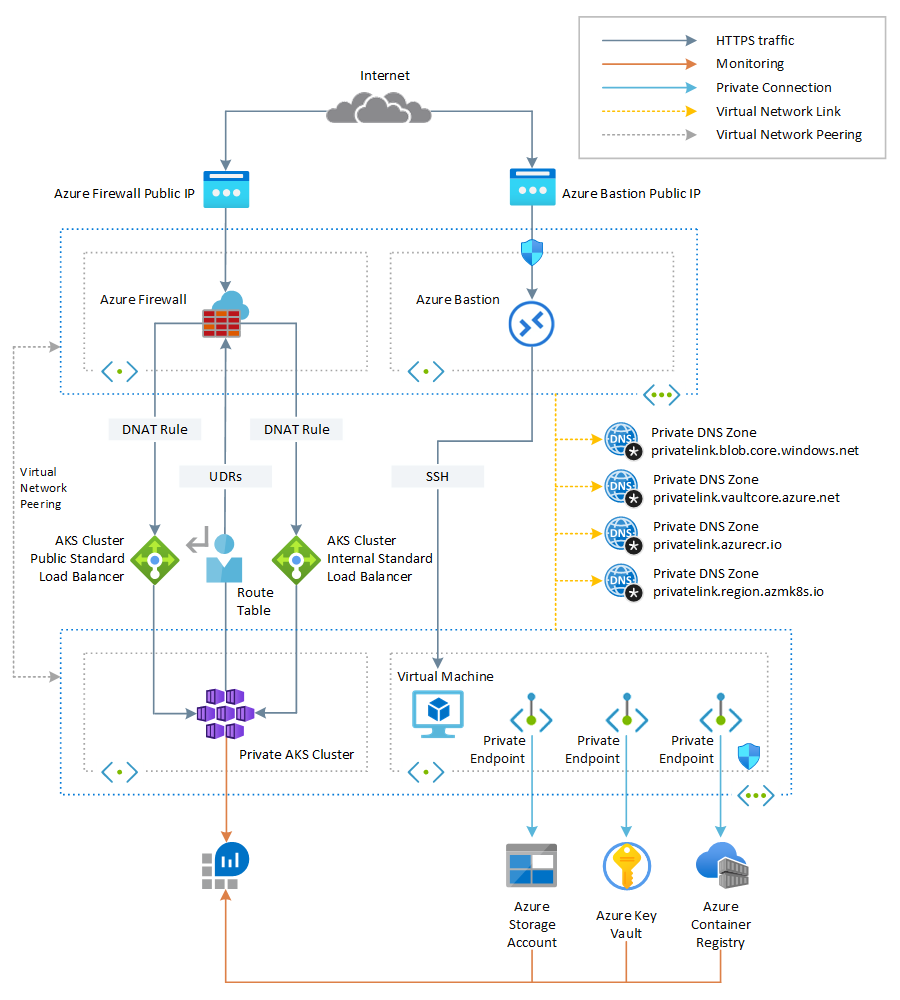 HTTPS traffic
Monitoring
Private Connection
Virtual Network Link
Virtual Network Peering
Internet
Azure Firewall Public IP
Azure Bastion Public IP
Azure Firewall
Azure Bastion
DNAT Rule
DNAT Rule
UDRs
SSH
DNS
Private DNS Zone
privatelink.blob.core.windows.net
DNS
Private DNS Zone
privatelink.vaultcore.azure.net
DNS
Private DNS Zone
privatelink.azurecr.io
DNS
Private DNS Zone
privatelink.region.azmk8s.io
Virtual
Network
Peering
AKS Cluster
Public Standard
Load Balancer
Route
Table
AKS Cluster
Internal Standard
Load Balancer
Virtual Machine
Private AKS Cluster
Private
Endpoint
Private
Endpoint
Private
Endpoint
Azure
Storage
Account
Azure Key
Vault
Azure
Container
Registry